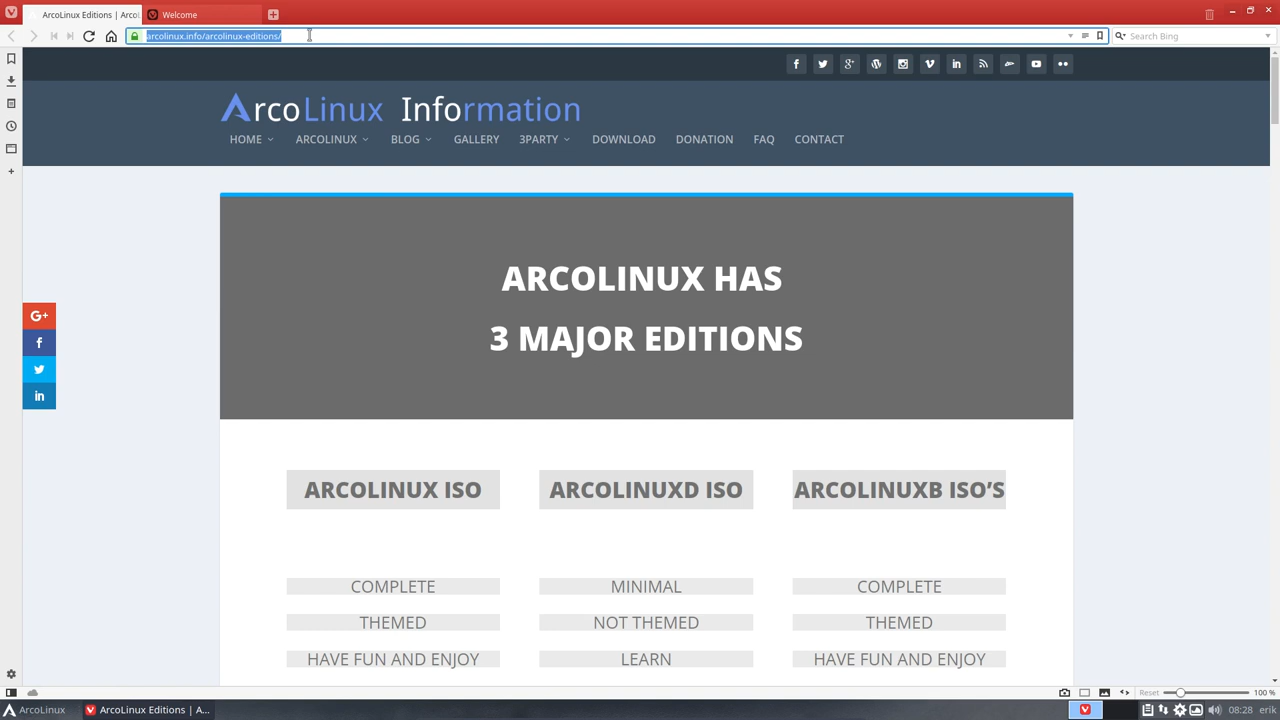 ArcoLinux Editions | Arcol
Welcome
arcolinux.info/arcolinux-editions/
Search Bing
ArcoLinux Information
HOME ARCOLINUX BLOG GALLERY 3PARTY DOWNLOAD DONATION FAQ CONTACT
G+
ARCOLINUX HAS
3 MAJOR EDITIONS
ARCOLINUX ISO ARCOLINUXD ISO ARCOLINUXB ISO’S
COMPLETE MINIMAL COMPLETE
THEMED NOT THEMED THEMED
HAVE FUN AND ENJOY LEARN HAVE FUN AND ENJOY
Reset 100 %
ArcoLinux ArcoLinux Editions | A... 08:28 erik